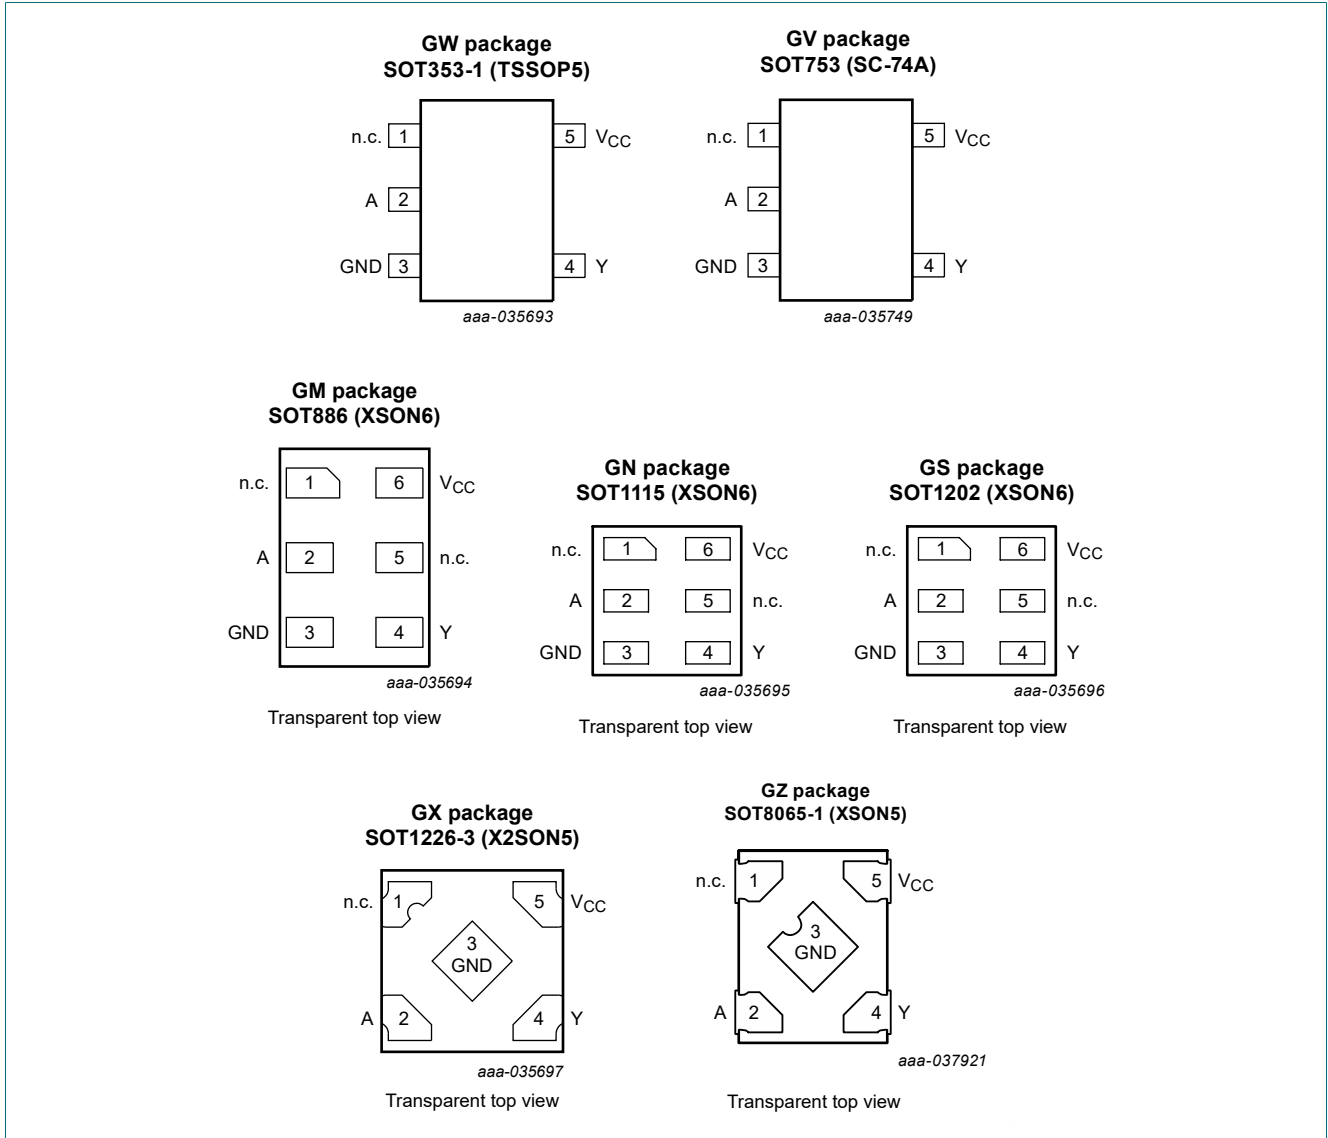 GW package
SOT353-1 (TSSOP5)
n.c. 1
5 VCC
A 2
GND 3
4 Y
aaa-035693
GV package
SOT753 (SC-74A)
n.c. 1
5 VCC
A 2
GND 3
4 Y
aaa-035749
GM package
SOT886 (XSON6)
n.c. 1 6 VCC
A 2 5 n.c.
GND 3 4 Y
aaa-035694
Transparent top view
GN package
SOT1115 (XSON6)
n.c. 1 6 VCC
A 2 5 n.c.
GND 3 4 Y
aaa-035695
Transparent top view
GS package
SOT1202 (XSON6)
n.c. 1 6 VCC
A 2 5 n.c.
GND 3 4 Y
aaa-035696
Transparent top view
GX package
SOT1226-3 (X2SON5)
n.c. 1 5 VCC
3
GND
A 2 4 Y
aaa-035697
Transparent top view
GZ package
SOT8065-1 (XSON5)
n.c. 1 5 VCC
3
GND
A 2 4 Y
aaa-037921
Transparent top view